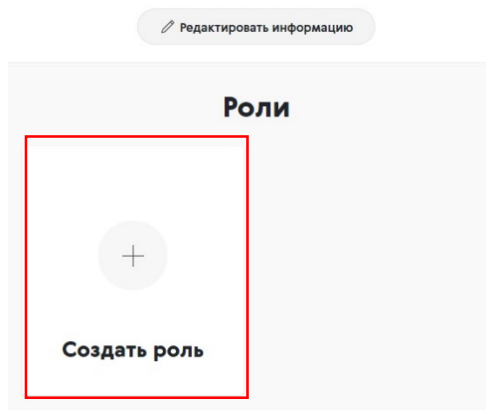 Редактировать информацию
Роли
Создать роль